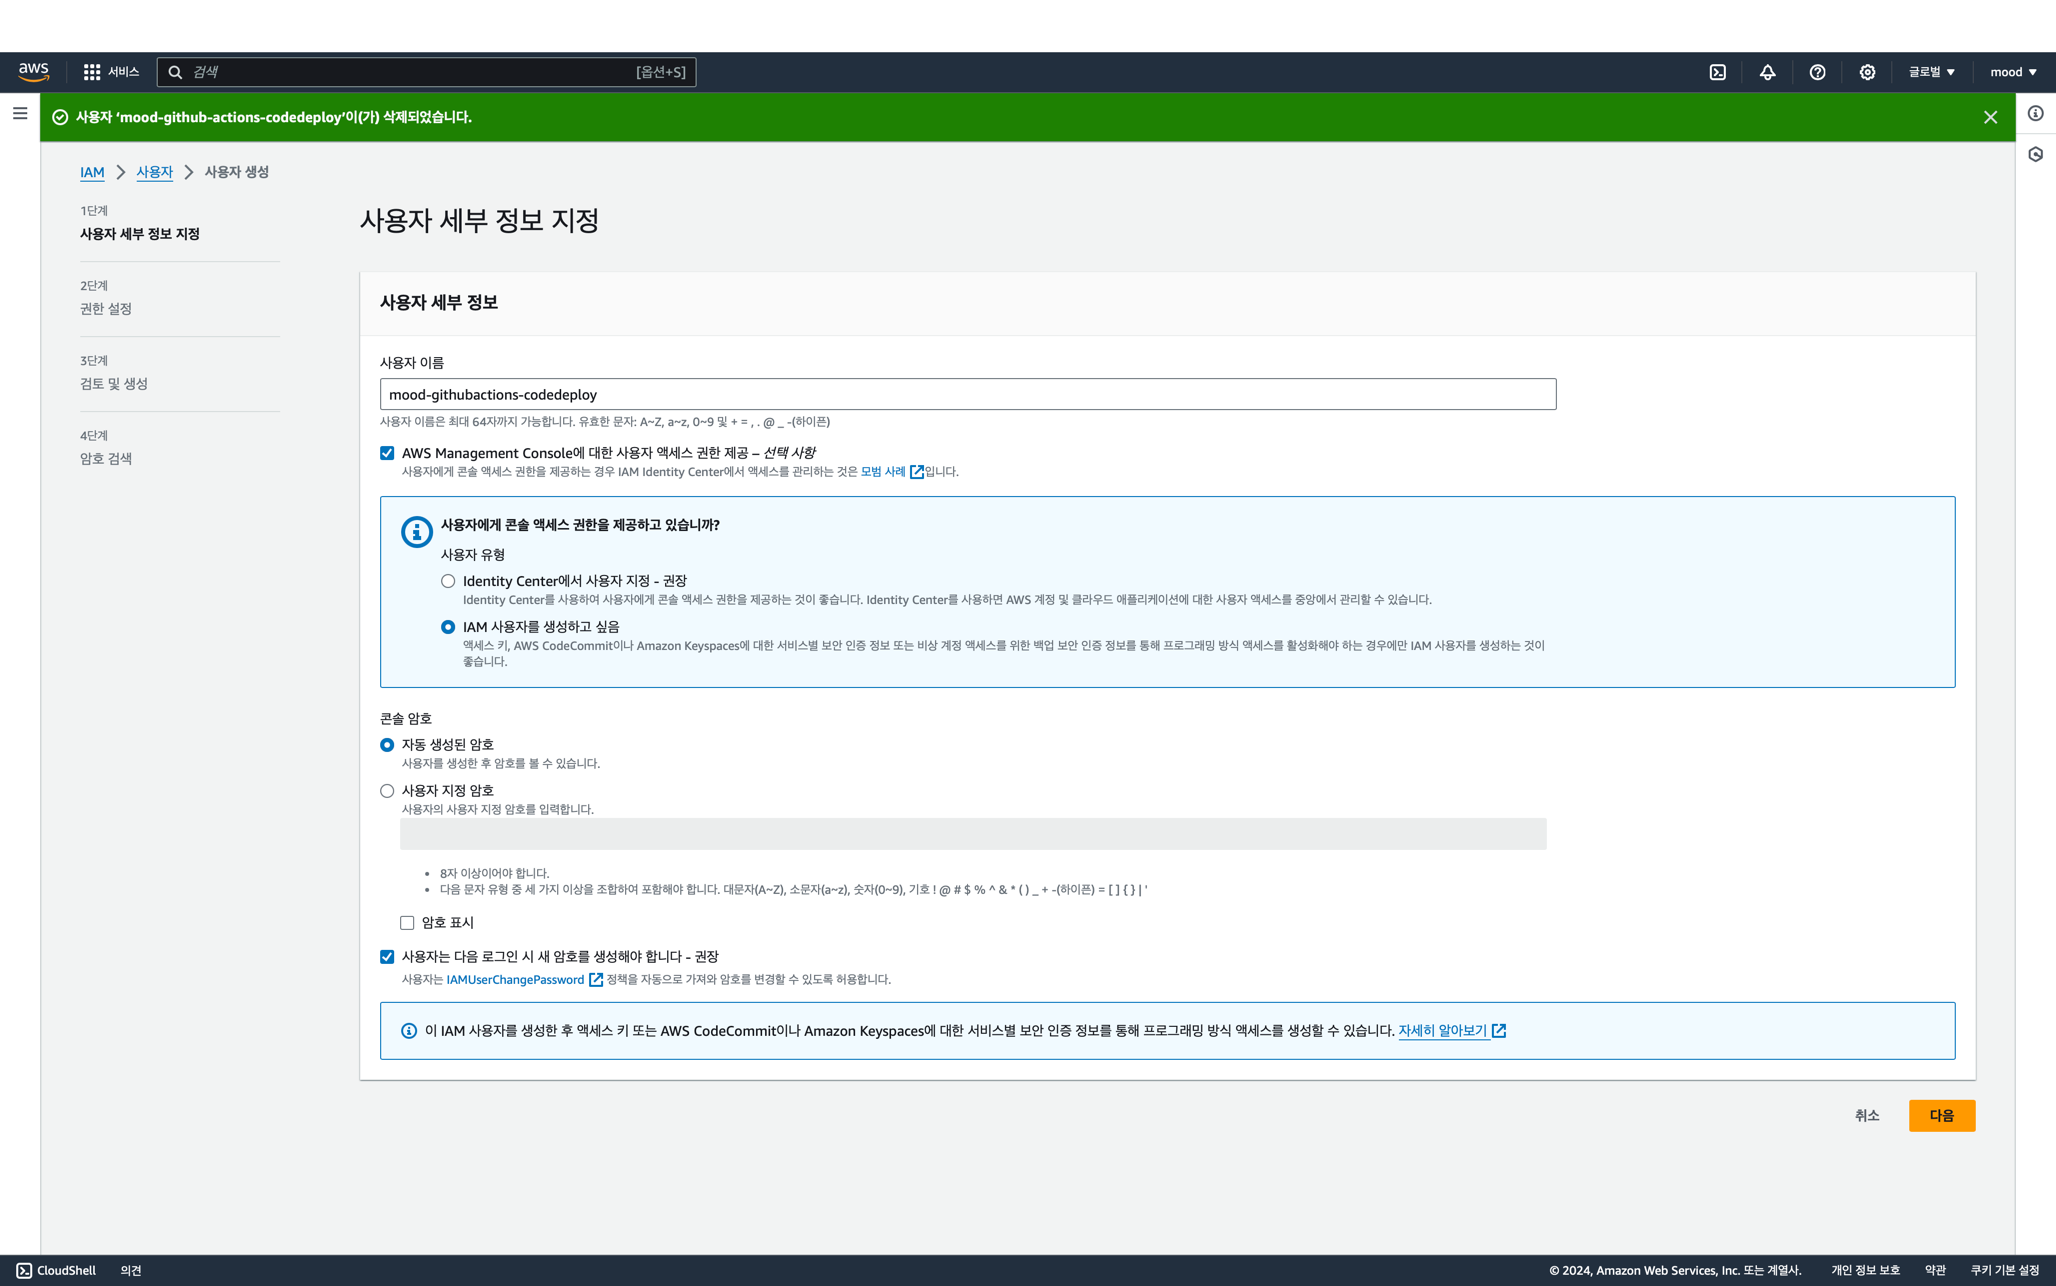 aws
서비스
검색
[옵션+S]
글로벌
mood
사용자 ‘mood-github-actions-codedeploy’이(가) 삭제되었습니다.
IAM
사용자
사용자 생성
1단계
사용자 세부 정보 지정
2단계
권한 설정
3단계
검토 및 생성
4단계
암호 검색
사용자 세부 정보 지정
사용자 세부 정보
사용자 이름
mood-githubactions-codedeploy
사용자 이름은 최대 64자까지 가능합니다. 유효한 문자: A~Z, a~z, 0~9 및 + = , . @ _ -(하이픈)
AWS Management Console에 대한 사용자 액세스 권한 제공 – 선택 사항
사용자에게 콘솔 액세스 권한을 제공하는 경우 IAM Identity Center에서 액세스를 관리하는 것은 모범 사례입니다.
사용자에게 콘솔 액세스 권한을 제공하고 있습니까?
사용자 유형
Identity Center에서 사용자 지정 - 권장
Identity Center를 사용하여 사용자에게 콘솔 액세스 권한을 제공하는 것이 좋습니다. Identity Center를 사용하면 AWS 계정 및 클라우드 애플리케이션에 대한 사용자 액세스를 중앙에서 관리할 수 있습니다.
IAM 사용자를 생성하고 싶음
액세스 키, AWS CodeCommit이나 Amazon Keyspaces에 대한 서비스별 보안 인증 정보 또는 비상 계정 액세스를 위한 백업 보안 인증 정보를 통해 프로그래밍 방식 액세스를 활성화해야 하는 경우에만 IAM 사용자를 생성하는 것이
좋습니다.
콘솔 암호
자동 생성된 암호
사용자를 생성한 후 암호를 볼 수 있습니다.
사용자 지정 암호
사용자의 사용자 지정 암호를 입력합니다.
• 8자 이상이어야 합니다.
• 다음 문자 유형 중 세 가지 이상을 조합하여 포함해야 합니다. 대문자(A~Z), 소문자(a~z), 숫자(0~9), 기호 ! @ # $ % ^ & * ( ) _ + -(하이픈) = [ ] { } | '
암호 표시
사용자는 다음 로그인 시 새 암호를 생성해야 합니다 - 권장
사용자는 IAMUserChangePassword 정책을 자동으로 가져와 암호를 변경할 수 있도록 허용합니다.
이 IAM 사용자를 생성한 후 액세스 키 또는 AWS CodeCommit이나 Amazon Keyspaces에 대한 서비스별 보안 인증 정보를 통해 프로그래밍 방식 액세스를 생성할 수 있습니다. 자세히 알아보기
취소
다음
CloudShell
의견
© 2024, Amazon Web Services, Inc. 또는 계열사.
개인 정보 보호
약관
쿠키 기본 설정